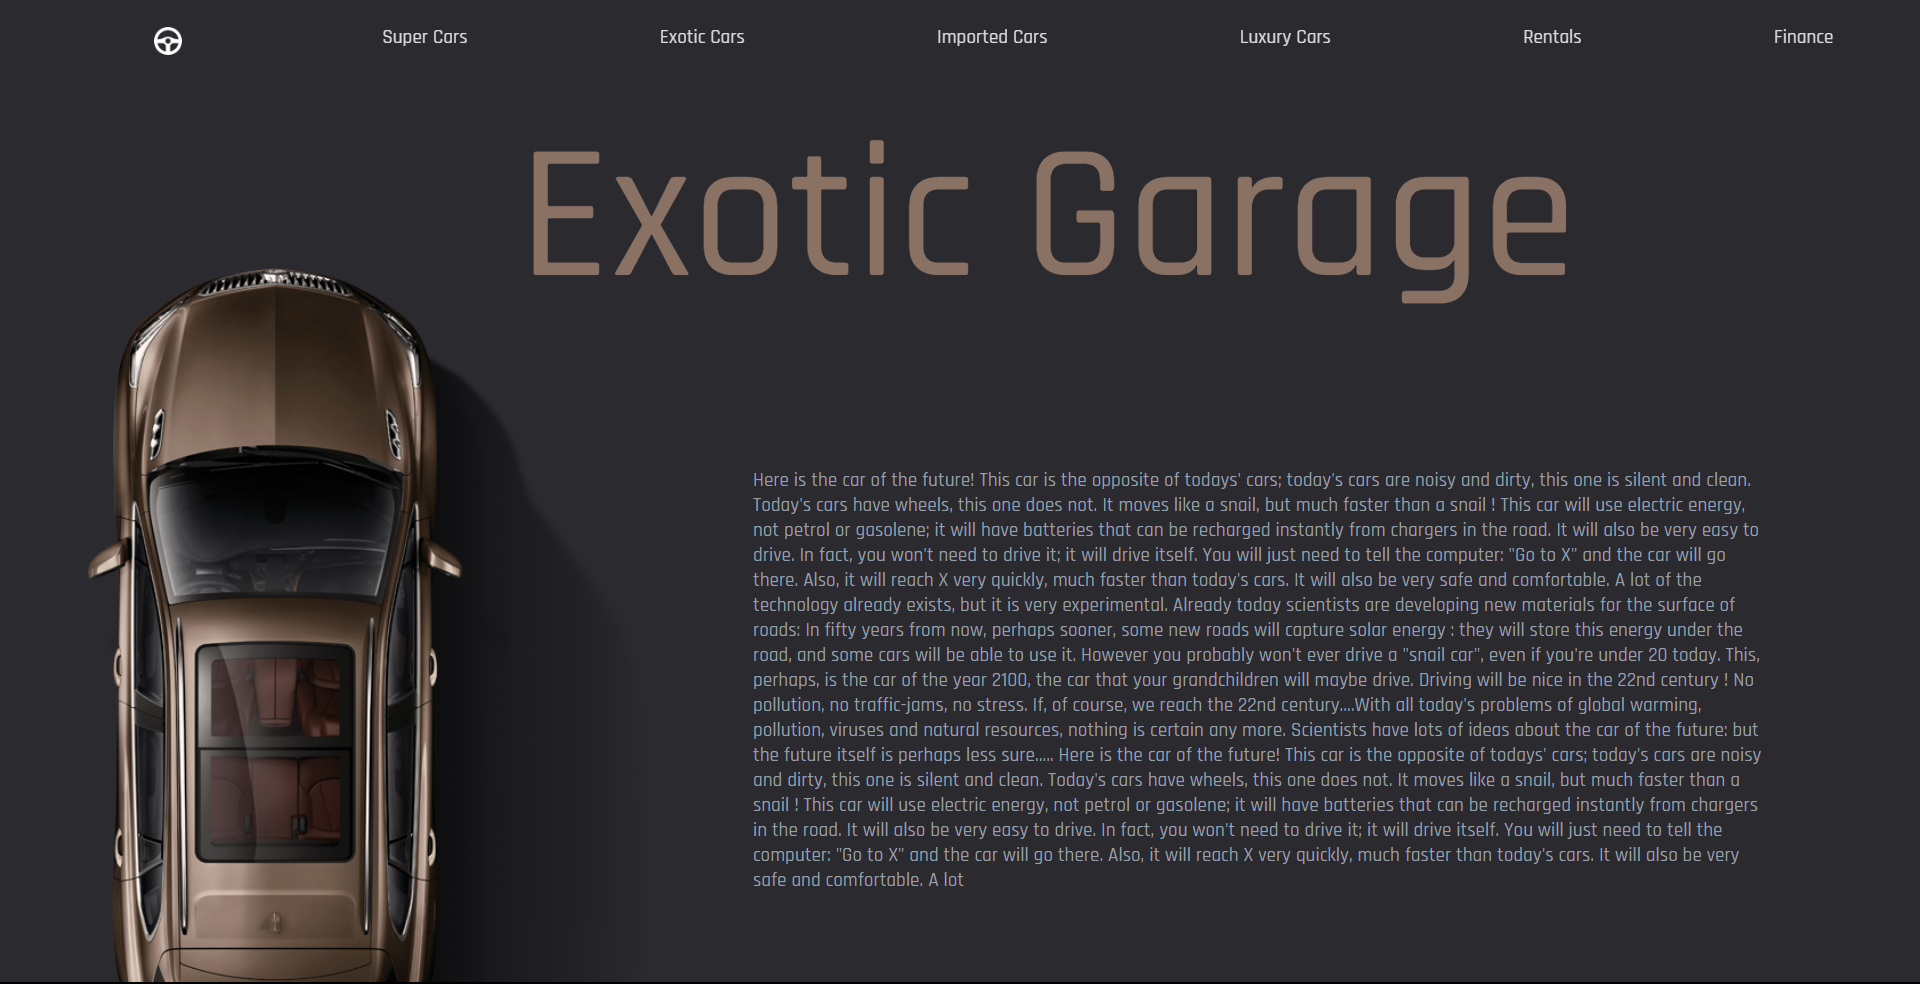 Super Cars
Exotic Cars
Imported Cars
Luxury Cars
Rentals
Finance
Exotic Garage
Here is the car of the future! This car is the opposite of todays' cars; today's cars are noisy and dirty, this one is silent and clean.
Today's cars have wheels, this one does not. It moves like a snail, but much faster than a snail ! This car will use electric energy,
not petrol or gasolene; it will have batteries that can be recharged instantly from chargers in the road. It will also be very easy to
drive. In fact, you won't need to drive it; it will drive itself. You will just need to tell the computer: "Go to X" and the car will go
there. Also, it will reach X very quickly, much faster than today's cars. It will also be very safe and comfortable. A lot of the
technology already exists, but it is very experimental. Already today scientists are developing new materials for the surface of
roads: In fifty years from now, perhaps sooner, some new roads will capture solar energy : they will store this energy under the
road, and some cars will be able to use it. However you probably won't ever drive a "snail car", even if you're under 20 today. This,
perhaps, is the car of the year 2100, the car that your grandchildren will maybe drive. Driving will be nice in the 22nd century ! No
pollution, no traffic-jams, no stress. If, of course, we reach the 22nd century....With all today's problems of global warming,
pollution, viruses and natural resources, nothing is certain any more. Scientists have lots of ideas about the car of the future: but
the future itself is perhaps less sure..... Here is the car of the future! This car is the opposite of todays' cars; today's cars are noisy
and dirty, this one is silent and clean. Today's cars have wheels, this one does not. It moves like a snail, but much faster than a
snail ! This car will use electric energy, not petrol or gasolene; it will have batteries that can be recharged instantly from chargers
in the road. It will also be very easy to drive. In fact, you won't need to drive it; it will drive itself. You will just need to tell the
computer: "Go to X" and the car will go there. Also, it will reach X very quickly, much faster than today's cars. It will also be very
safe and comfortable. A lot